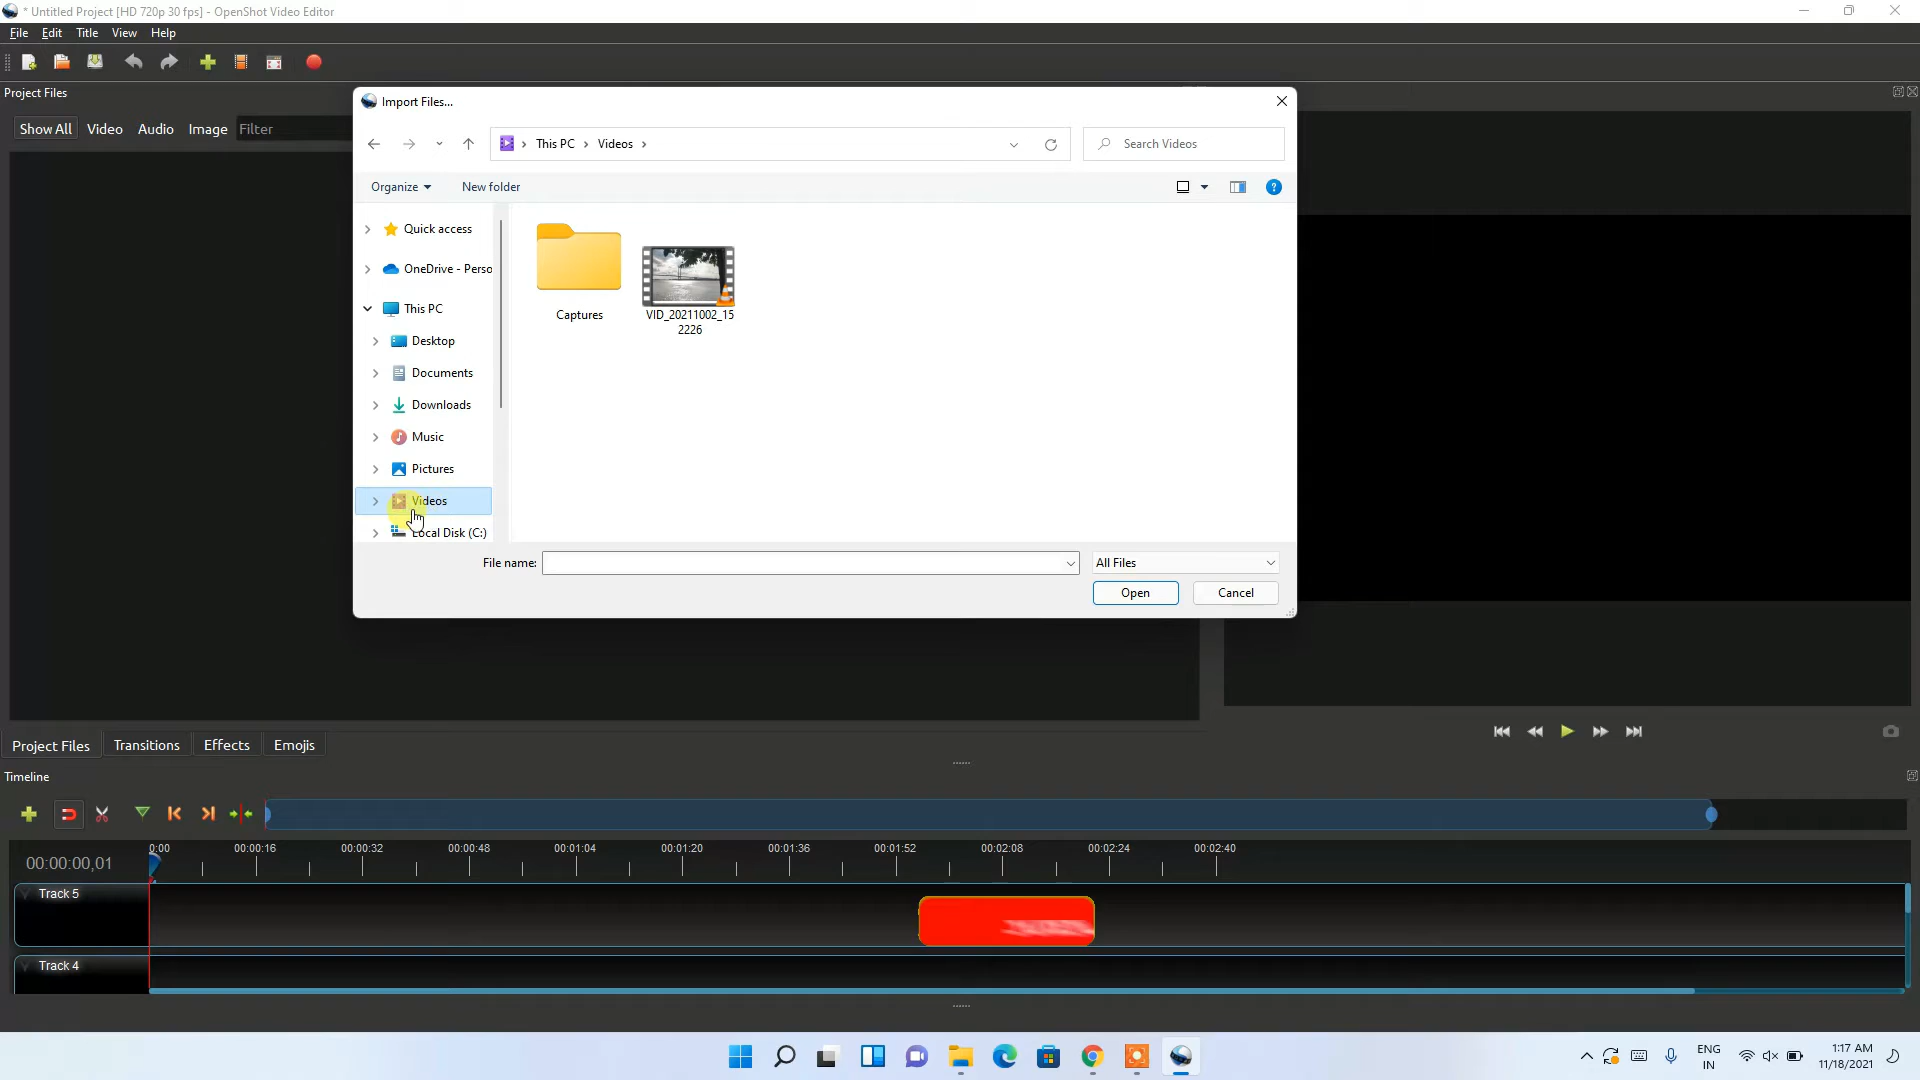 * Untitled Project [HD 720p 30 fps] - OpenShot Video Editor
File Edit Title View Help
Project Files
Show All Video Audio Image Filter
Import Files...
This PC Videos
Search Videos
Organize New folder
Quick access
OneDrive - Perso
This PC
Desktop
Documents
Downloads
Music
Pictures
Videos
Local Disk (C:)
Captures
VID_20211002_15
2226
File name:
All Files
Open Cancel
Project Files Transitions Effects Emojis
Timeline
00:00:00,01
0:00 00:00:16 00:00:32 00:00:48 00:01:04 00:01:20 00:01:36 00:01:52 00:02:08 00:02:24 00:02:40
Track 5
Track 4
ENG
IN
1:17 AM
11/18/2021